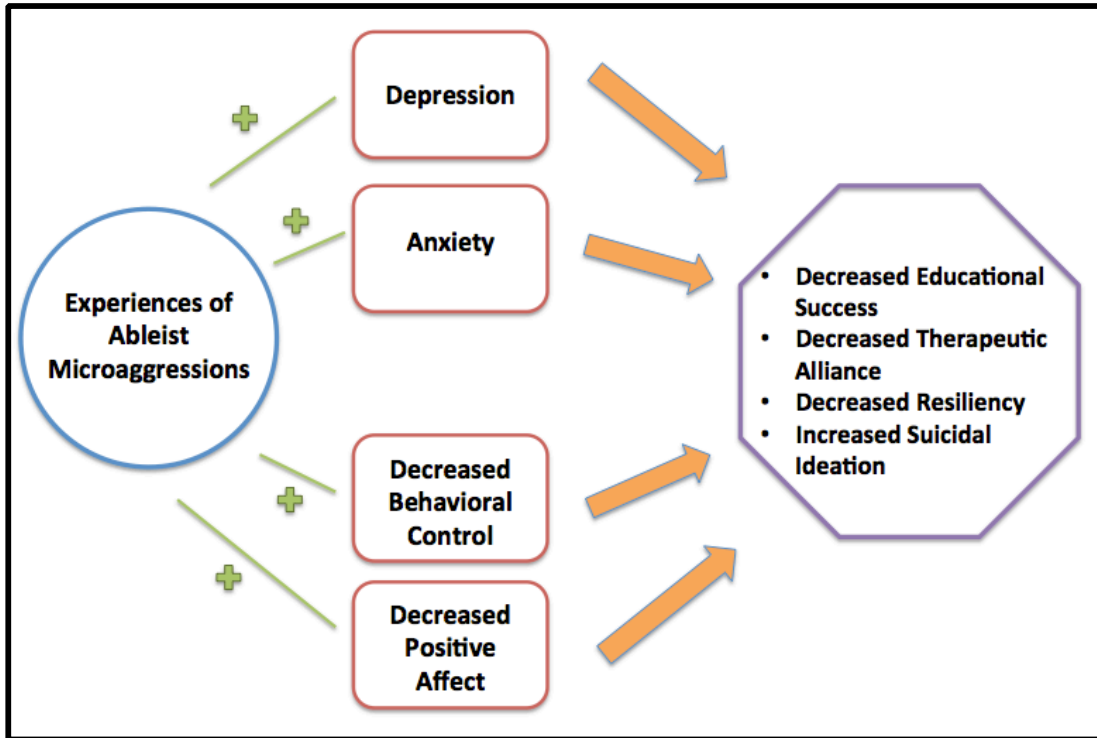 Experiences of
Ableist
Microaggressions
Depression
Anxiety
Decreased
Behavioral
Control
Decreased
Positive
Affect
• Decreased Educational
Success
• Decreased Therapeutic
Alliance
• Decreased Resiliency
• Increased Suicidal
Ideation